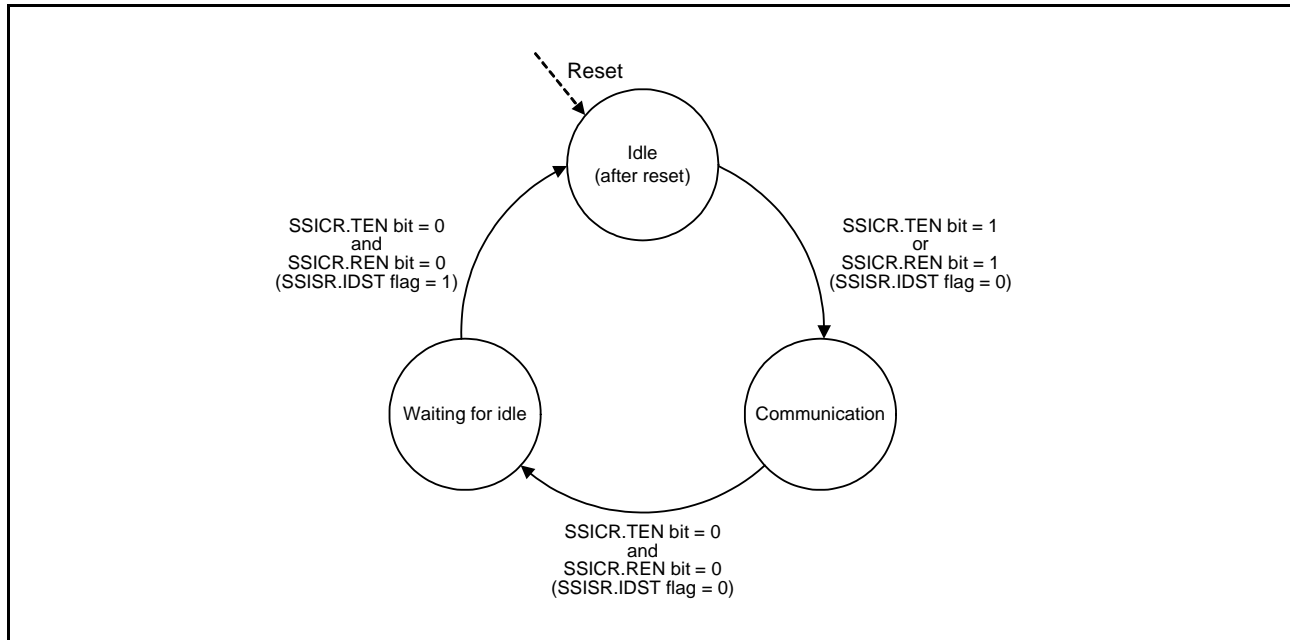 Reset
Idle
(after reset)
SSICR.TEN bit = 0
and
SSICR.REN bit = 0
(SSISR.IDST flag = 1)
SSICR.TEN bit = 1
or
SSICR.REN bit = 1
(SSISR.IDST flag = 0)
Waiting for idle
Communication
SSICR.TEN bit = 0
and
SSICR.REN bit = 0
(SSISR.IDST flag = 0)